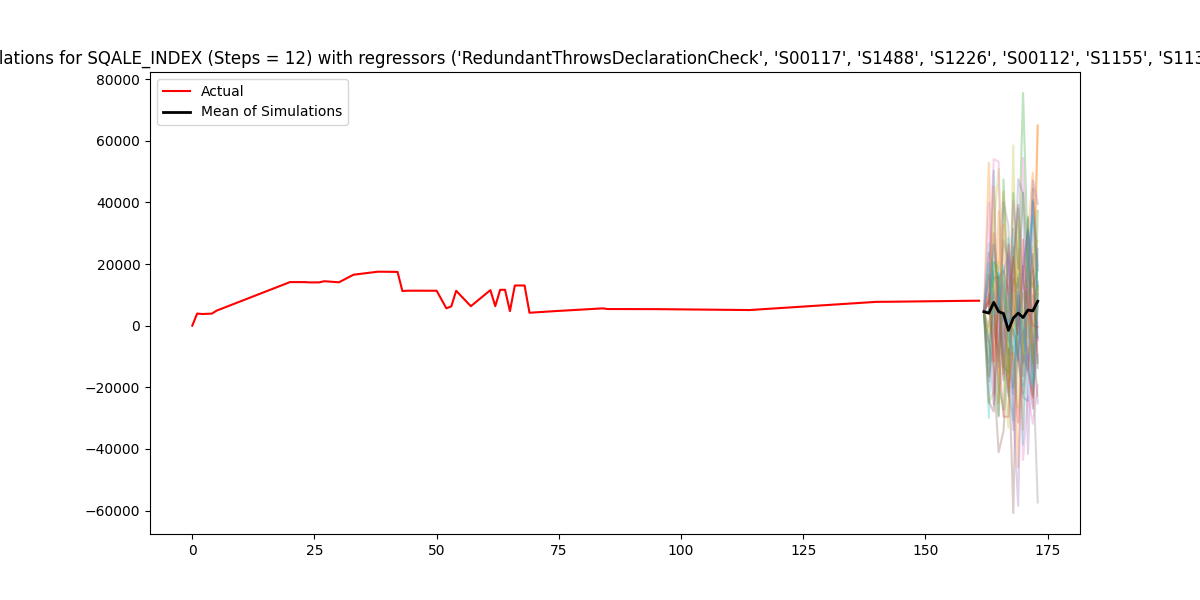 lations for SQALE_INDEX (Steps = 12) with regressors ('RedundantThrowsDeclarationCheck', 'S00117', 'S1488', 'S1226', 'S00112', 'S1155', 'S113
80000
60000
40000
20000
0
−20000
−40000
−60000
Actual
Mean of Simulations
0 25 50 75 100 125 150 175